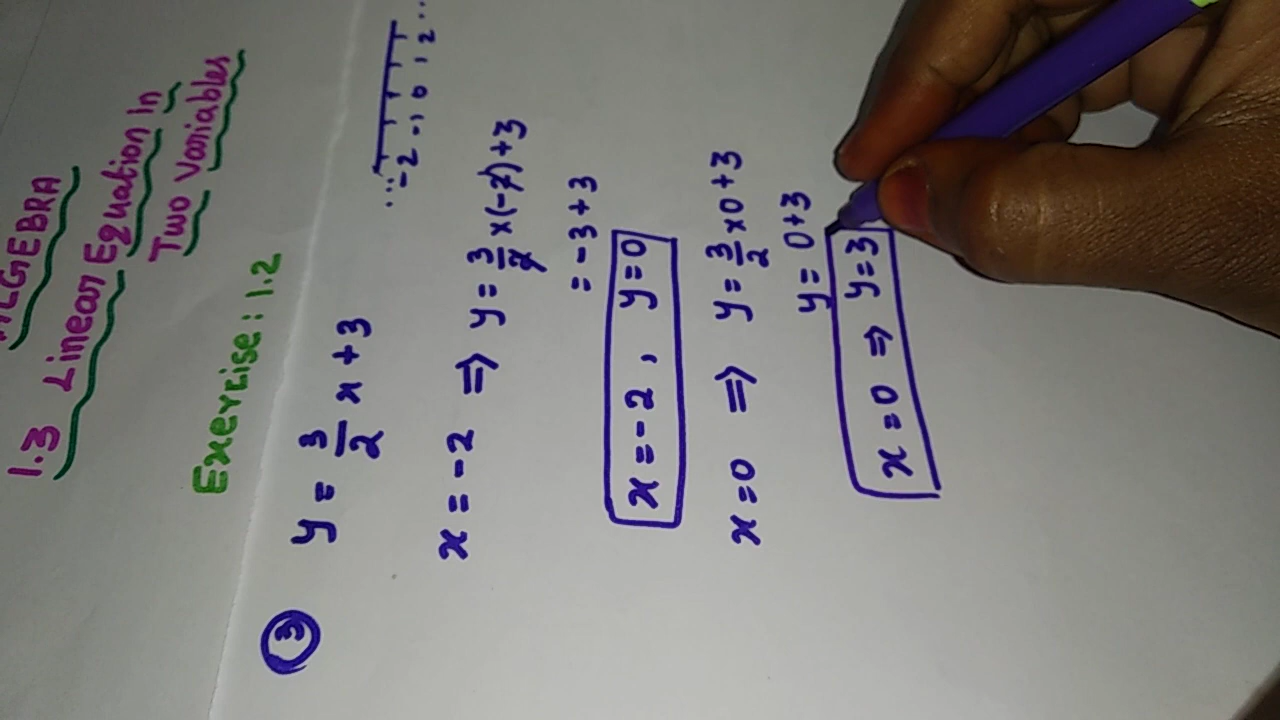 ALGEBRA
1.3 Linear Equation In
Two Variables
Exercise : 1.2
③ y = 3/2 x + 3
...-2 -1 0 1 2...
x = -2 ⇒ y = 3/2 x (-2) + 3
= -3 + 3
x = -2 , y = 0
x = 0 ⇒ y = 3/2 x 0 + 3
y = 0 + 3
x = 0 ⇒ y = 3